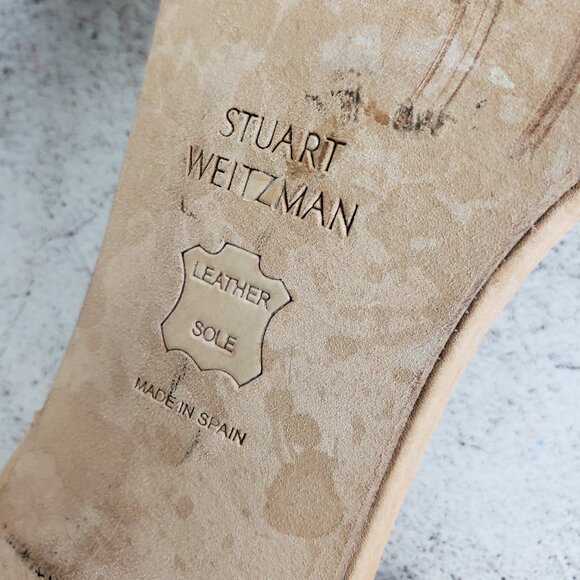 STUART
WEITZMAN
LEATHER
SOLE
MADE IN SPAIN